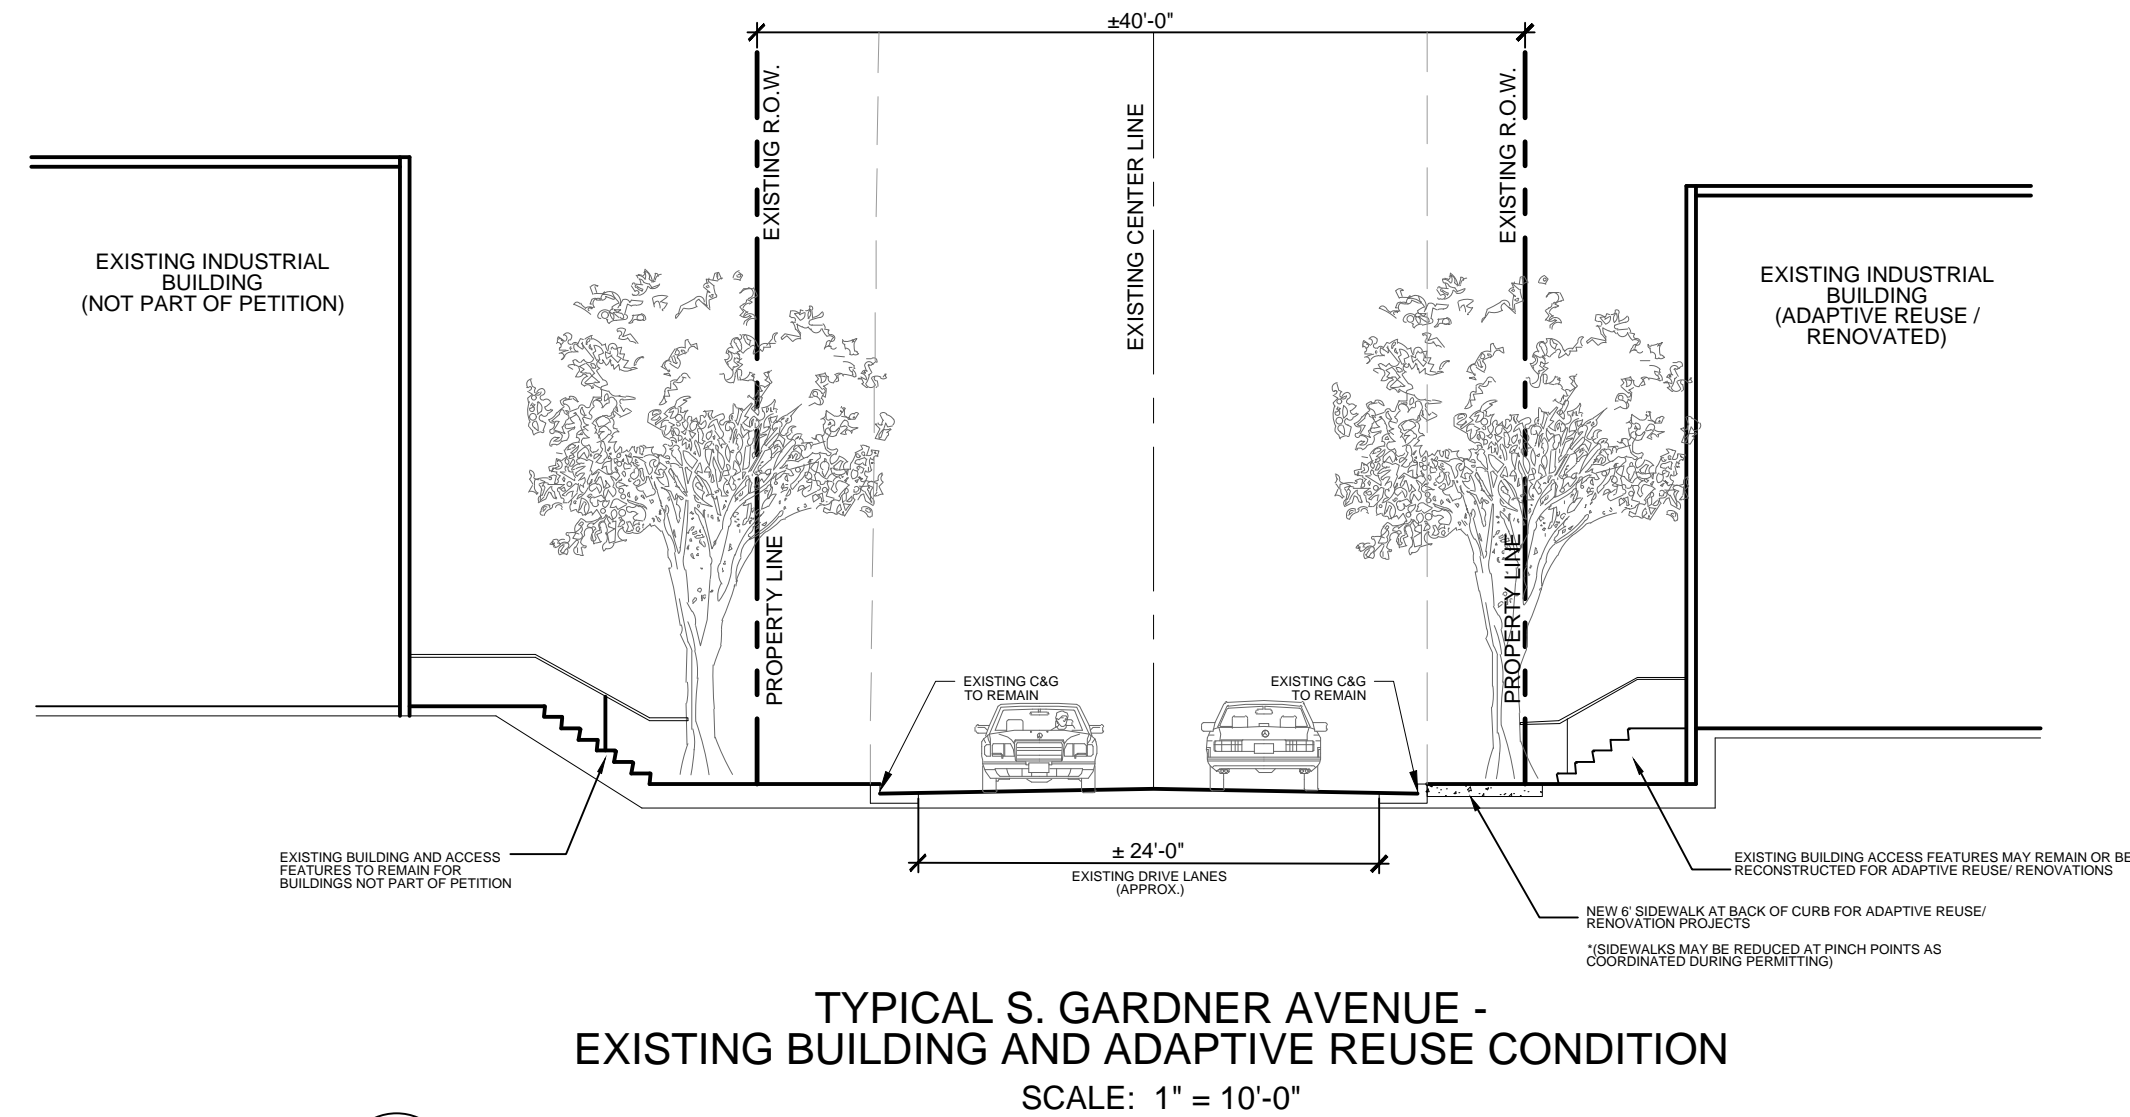 ±40'-0"
EXISTING R.O.W.
EXISTING CENTER LINE
EXISTING R.O.W.
EXISTING INDUSTRIAL
BUILDING
(NOT PART OF PETITION)
EXISTING INDUSTRIAL
BUILDING
(ADAPTIVE REUSE /
RENOVATED)
PROPERTY LINE
PROPERTY LINE
EXISTING C&G
TO REMAIN
EXISTING C&G
TO REMAIN
± 24'-0"
EXISTING DRIVE LANES
(APPROX.)
EXISTING BUILDING AND ACCESS
FEATURES TO REMAIN FOR
BUILDINGS NOT PART OF PETITION
EXISTING BUILDING ACCESS FEATURES MAY REMAIN OR BE
RECONSTRUCTED FOR ADAPTIVE REUSE/ RENOVATIONS
NEW 6' SIDEWALK AT BACK OF CURB FOR ADAPTIVE REUSE/
RENOVATION PROJECTS
*(SIDEWALKS MAY BE REDUCED AT PINCH POINTS AS
COORDINATED DURING PERMITTING)
TYPICAL S. GARDNER AVENUE -
EXISTING BUILDING AND ADAPTIVE REUSE CONDITION
SCALE: 1" = 10'-0"